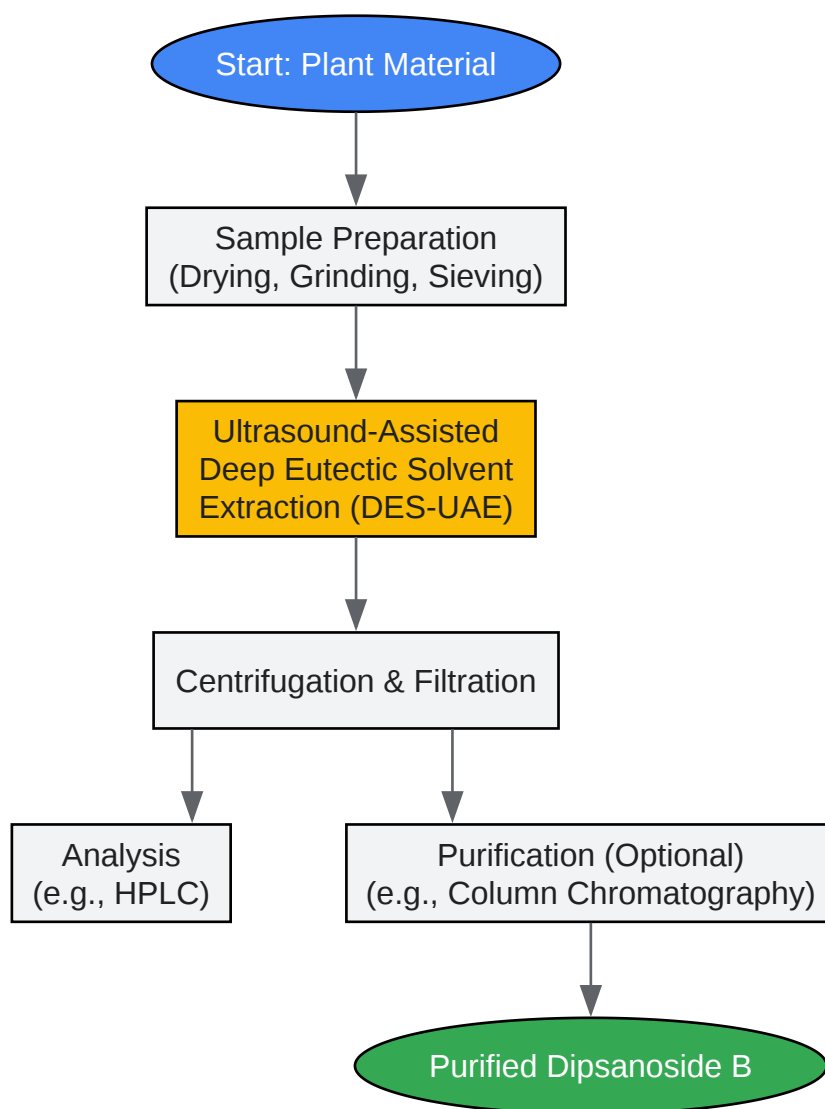 Start: Plant Material
Sample Preparation
(Drying, Grinding, Sieving)
Ultrasound-Assisted
Deep Eutectic Solvent
Extraction (DES-UAE)
Centrifugation & Filtration
Analysis
(e.g., HPLC)
Purification (Optional)
(e.g., Column Chromatography)
Purified Dipsanoside B